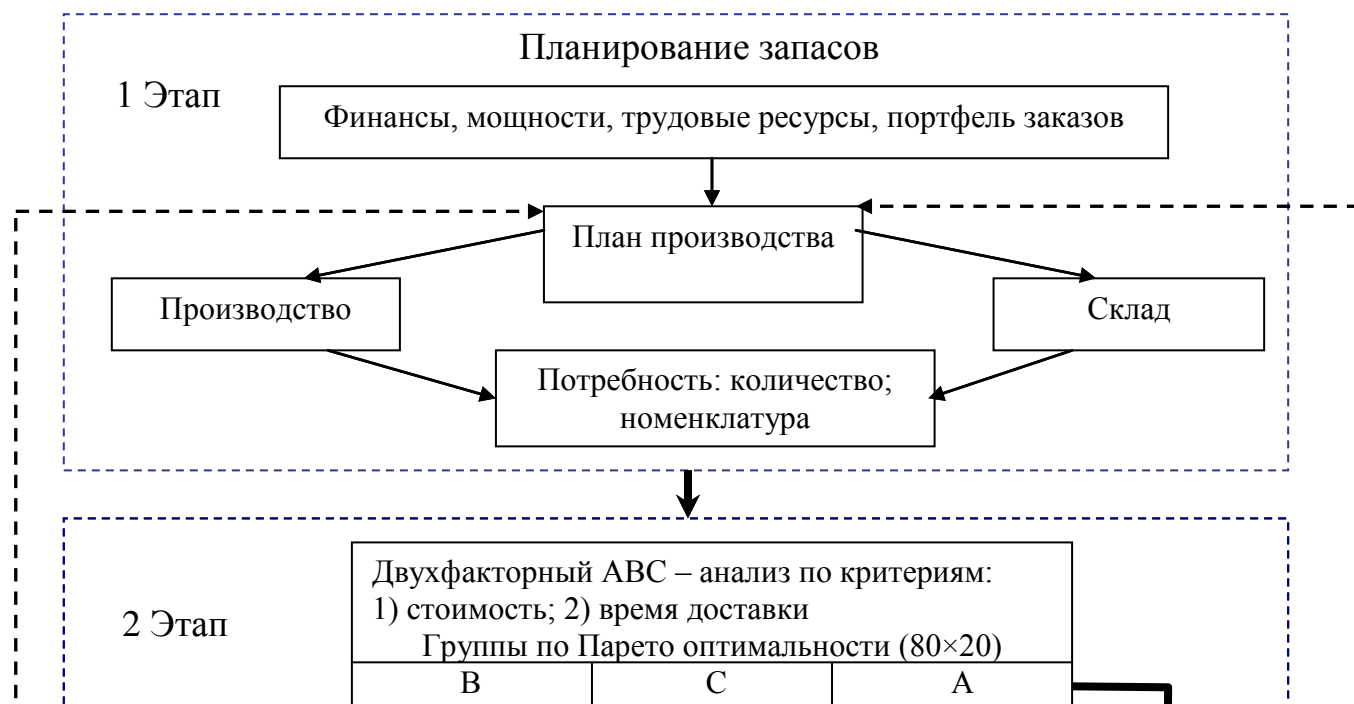 Планирование запасов
1 Этап
Финансы, мощности, трудовые ресурсы, портфель заказов
План производства
Производство
Склад
Потребность: количество;
номенклатура
Двухфакторный АВС – анализ по критериям:
1) стоимость; 2) время доставки
2 Этап
Группы по Парето оптимальности (80×20)
В
С
А